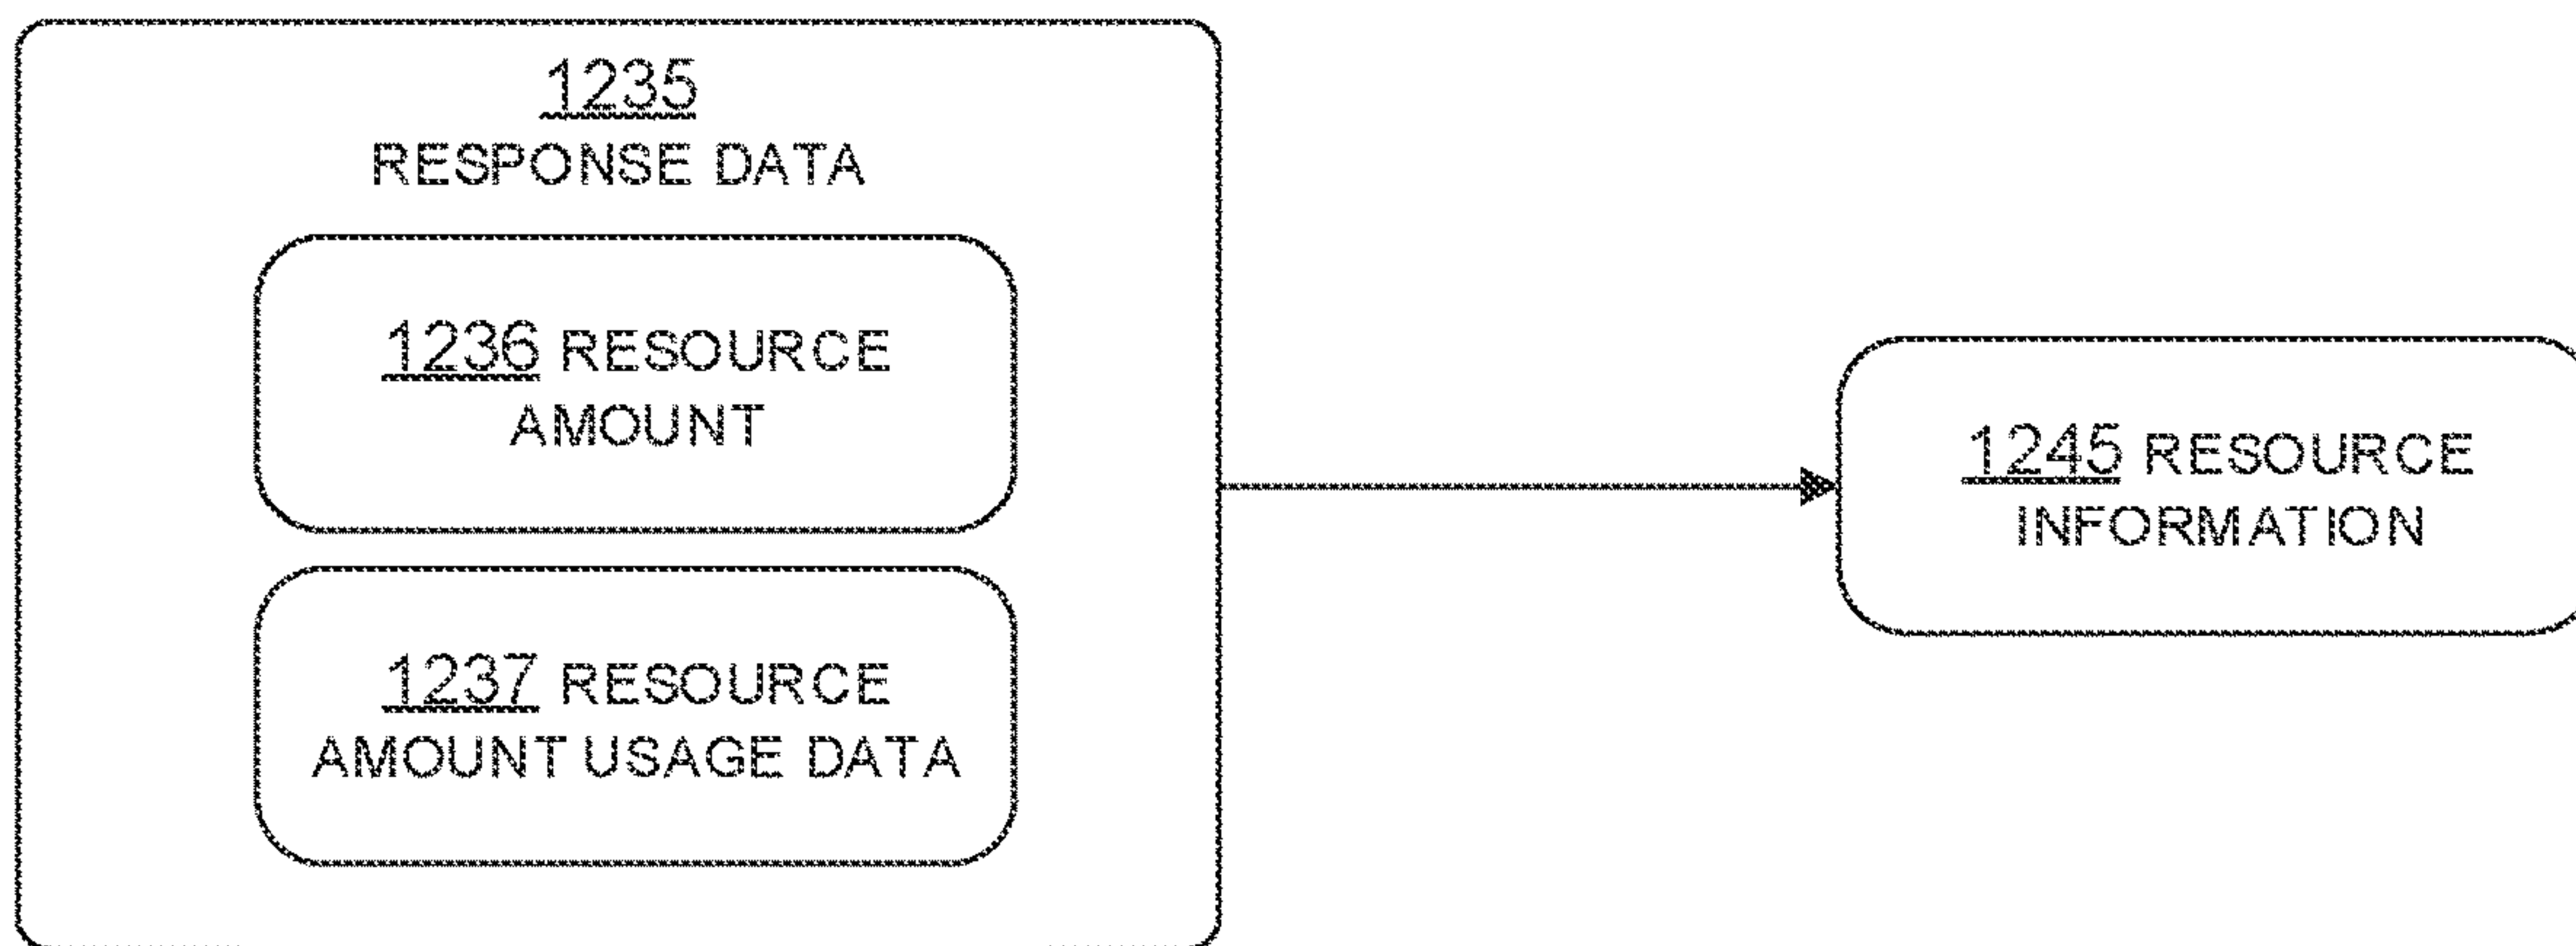 1235
RESPONSE DATA
1236 RESOURCE
AMOUNT
1237 RESOURCE
AMOUNT USAGE DATA
1245 RESOURCE
INFORMATION